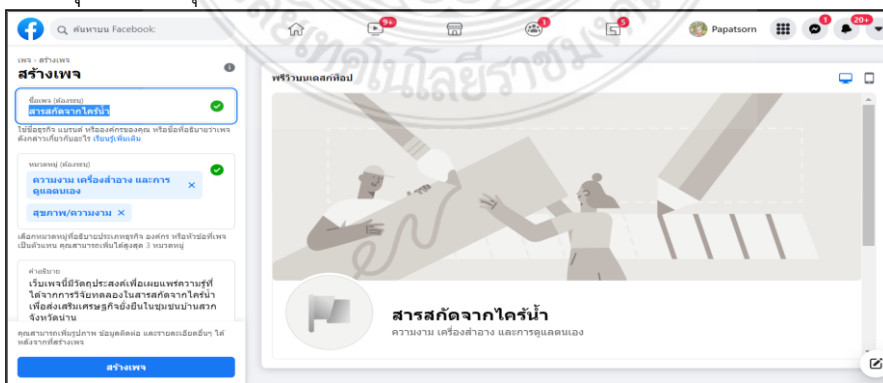 ค้นหาบน Facebook
9+
1
5
Papatsorn
1
20+
เพจ › สร้างเพจ
สร้างเพจ
ชื่อเพจ (ต้องระบุ)
สารสกัดจากไคร้น้ำ
ใช้ชื่อธุรกิจ แบรนด์ หรือองค์กรของคุณ หรือชื่อที่อธิบายว่าเพจ
ดังกล่าวเกี่ยวกับอะไร เรียนรู้เพิ่มเติม
หมวดหมู่ (ต้องระบุ)
ความงาม เครื่องสำอาง และการ
ดูแลตนเอง
สุขภาพ/ความงาม
เลือกหมวดหมู่ที่อธิบายประเภทธุรกิจ องค์กร หรือหัวข้อที่เพจ
เป็นตัวแทน คุณสามารถเพิ่มได้สูงสุด 3 หมวดหมู่
คำอธิบาย
เว็บเพจนี้มีวัตถุประสงค์เพื่อเผยแพร่ความรู้ที่
ได้จากการวิจัยทดลองในสารสกัดจากไคร้น้ำ
เพื่อส่งเสริมเศรษฐกิจยั่งยืนในชุมชนบ้านสวก
จังหวัดน่าน
คุณสามารถเพิ่มรูปภาพ ข้อมูลติดต่อ และรายละเอียดอื่นๆ ได้
หลังจากที่สร้างเพจ
สร้างเพจ
พรีวิวบนเดสก์ท็อป
สารสกัดจากไคร้น้ำ
ความงาม เครื่องสำอาง และการดูแลตนเอง